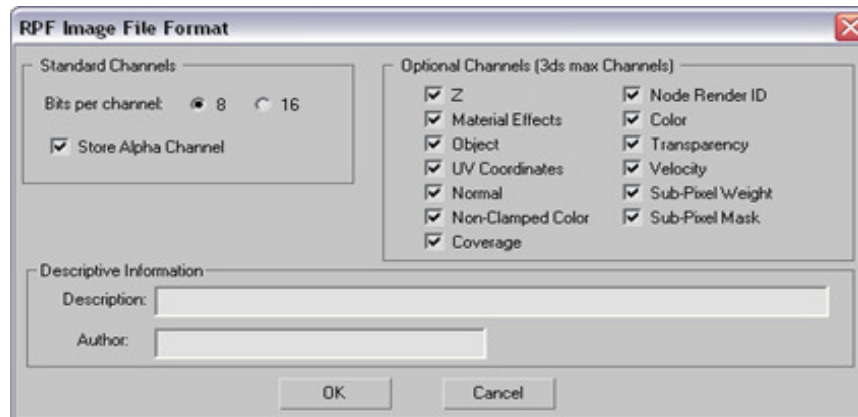 RPF Image File Format
Standard Channels
Bits per channel: 8 16
Store Alpha Channel
Optional Channels (3ds max Channels)
Z
Material Effects
Object
UV Coordinates
Normal
Non-Clamped Color
Coverage
Node Render ID
Color
Transparency
Velocity
Sub-Pixel Weight
Sub-Pixel Mask
Descriptive Information
Description:
Author:
OK
Cancel